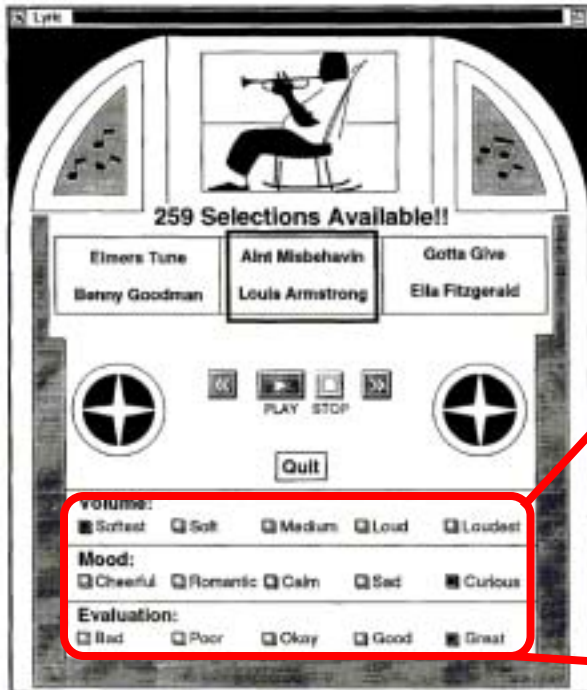 Lyric
259 Selections Available!!
Elmers Tune
Benny Goodman
Aint Misbehavin
Louis Armstrong
Gotta Give
Ella Fitzgerald
PLAY STOP
Quit
Volume:
Softest Soft Medium Loud Loudest
Mood:
Cheerful Romantic Calm Sad Curious
Evaluation:
Bad Poor Okay Good Great